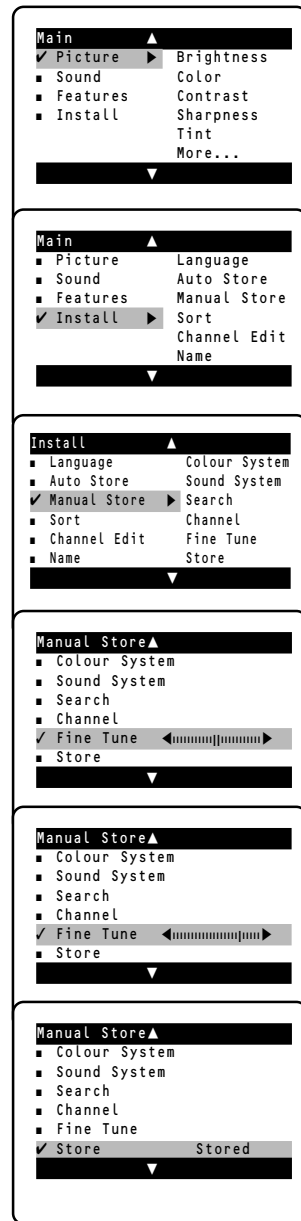 Main ▲
✔ Picture ▶ Brightness
▪ Sound Color
▪ Features Contrast
▪ Install Sharpness
Tint
More...
▼
Main ▲
▪ Picture Language
▪ Sound Auto Store
▪ Features Manual Store
✔ Install ▶ Sort
Channel Edit
Name
▼
Install ▲
▪ Language Colour System
▪ Auto Store Sound System
✔ Manual Store ▶ Search
▪ Sort Channel
▪ Channel Edit Fine Tune
▪ Name Store
▼
Manual Store▲
▪ Colour System
▪ Sound System
▪ Search
▪ Channel
✓ Fine Tune ◀ ▶
▪ Store
▼
Manual Store▲
▪ Colour System
▪ Sound System
▪ Search
▪ Channel
✓ Fine Tune ◀ ▶
▪ Store
▼
Manual Store▲
▪ Colour System
▪ Sound System
▪ Search
▪ Channel
▪ Fine Tune
✔ Store Stored
▼